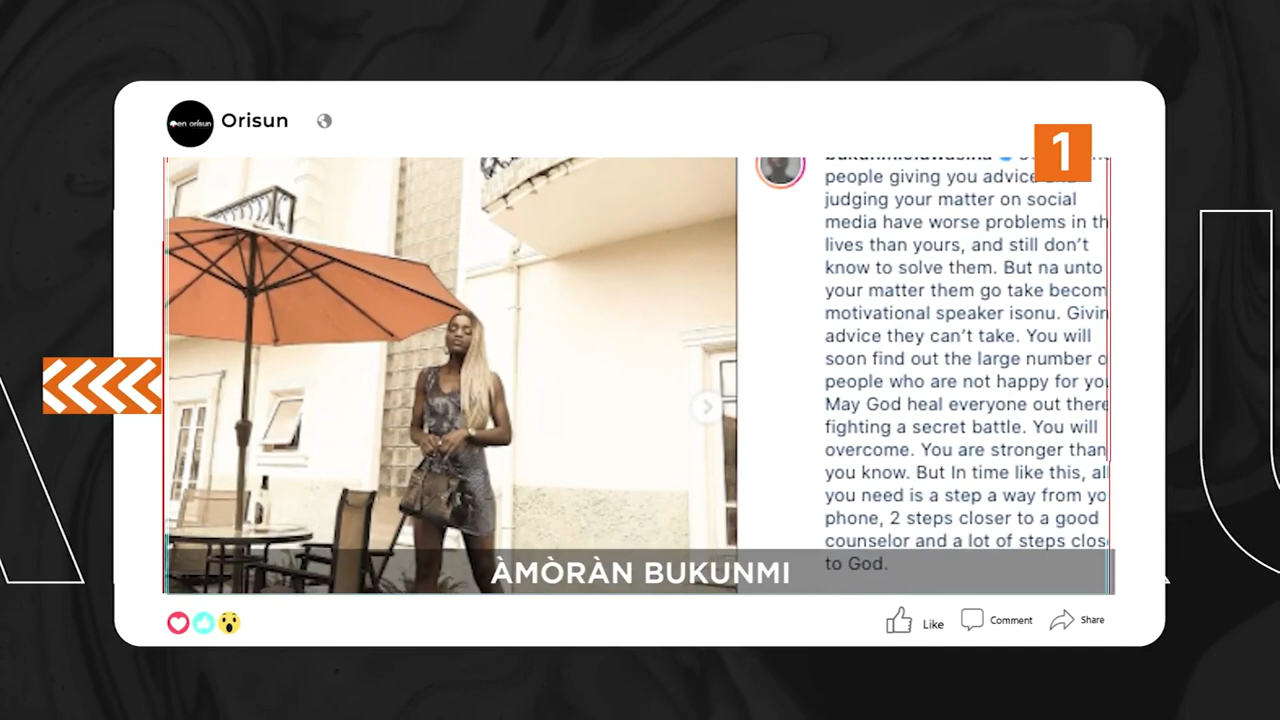 en orisun
Orisun
1
people giving you advice
judging your matter on social
media have worse problems in th
lives than yours, and still don't
know to solve them. But na unto
your matter them go take becom
motivational speaker isonu. Givin
advice they can't take. You will
soon find out the large number o
people who are not happy for you
May God heal everyone out there
fighting a secret battle. You will
overcome. You are stronger than
you know. But In time like this, all
you need is a step a way from yo
phone, 2 steps closer to a good
counselor and a lot of steps clos
to God.
ÀMÒRÀN BUKUNMI
Like
Comment
Share